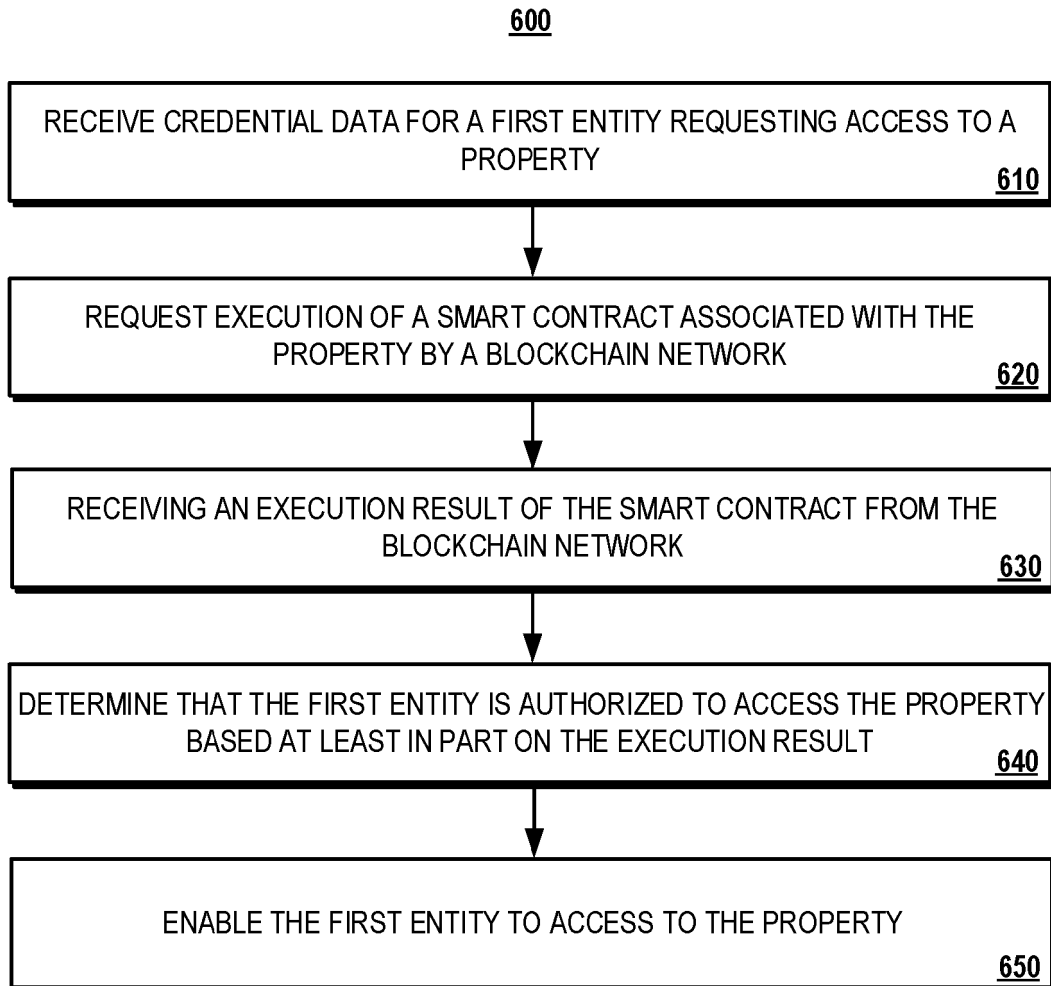 600
RECEIVE CREDENTIAL DATA FOR A FIRST ENTITY REQUESTING ACCESS TO A
PROPERTY
610
REQUEST EXECUTION OF A SMART CONTRACT ASSOCIATED WITH THE
PROPERTY BY A BLOCKCHAIN NETWORK
620
RECEIVING AN EXECUTION RESULT OF THE SMART CONTRACT FROM THE
BLOCKCHAIN NETWORK
630
DETERMINE THAT THE FIRST ENTITY IS AUTHORIZED TO ACCESS THE PROPERTY
BASED AT LEAST IN PART ON THE EXECUTION RESULT
640
ENABLE THE FIRST ENTITY TO ACCESS TO THE PROPERTY
650